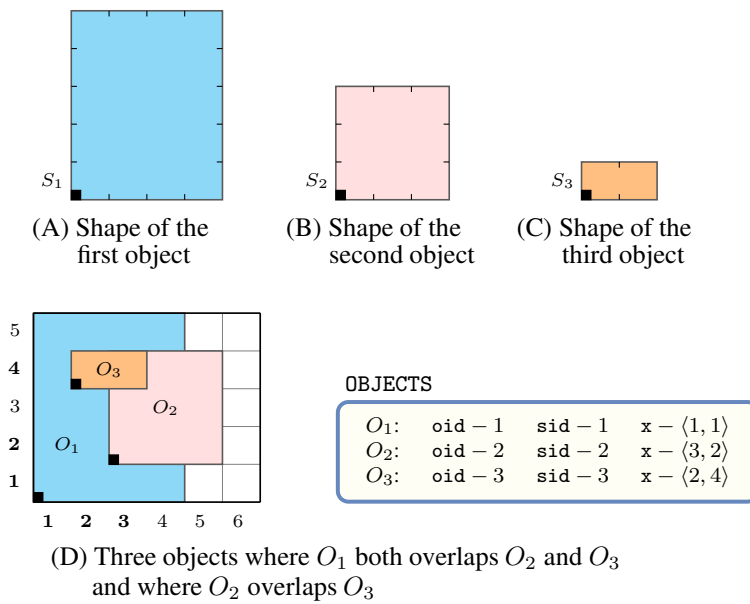 S₁
S₂
S₃
(A) Shape of the
first object
(B) Shape of the
second object
(C) Shape of the
third object
5
4
3
2
1
O₃
O₂
O₁
1 2 3 4 5 6
OBJECTS
O₁: oid − 1 sid − 1 x − ⟨1, 1⟩
O₂: oid − 2 sid − 2 x − ⟨3, 2⟩
O₃: oid − 3 sid − 3 x − ⟨2, 4⟩
(D) Three objects where O₁ both overlaps O₂ and O₃
and where O₂ overlaps O₃